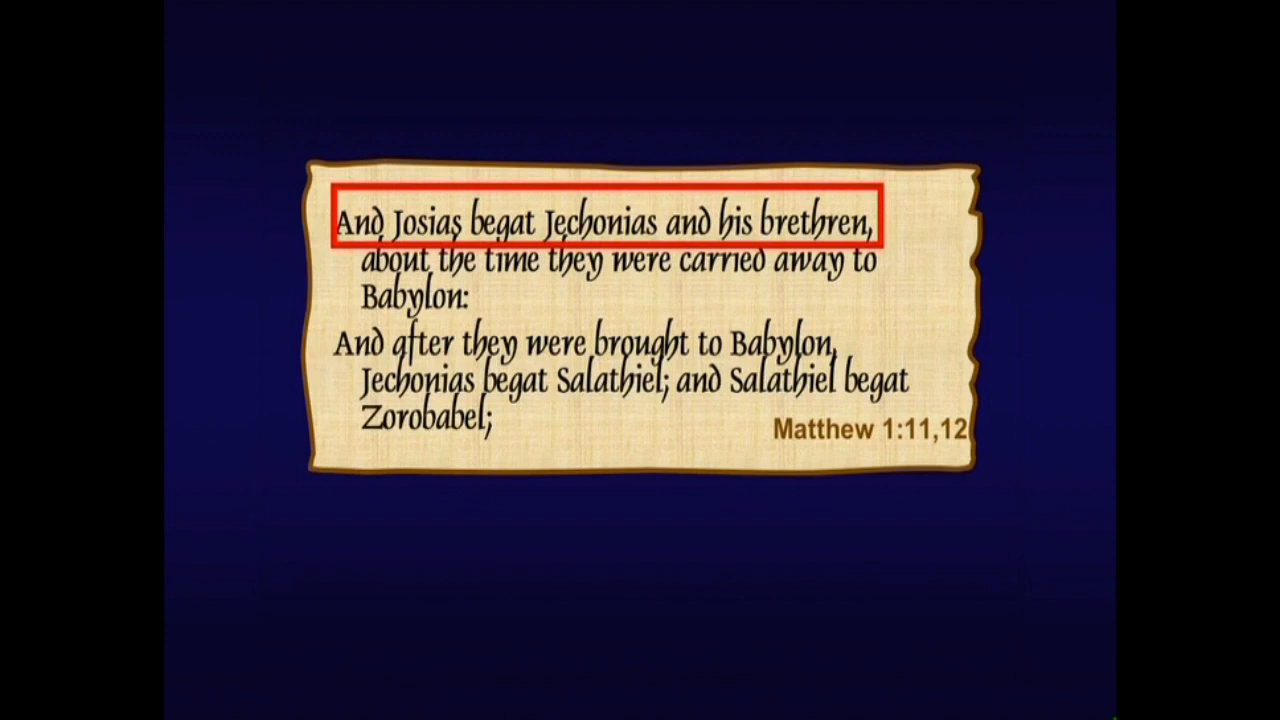 And Josias begat Jechonias and his brethren,
about the time they were carried away to
Babylon:
And after they were brought to Babylon,
Jechonias begat Salathiel; and Salathiel begat
Zorobabel;
Matthew 1:11,12